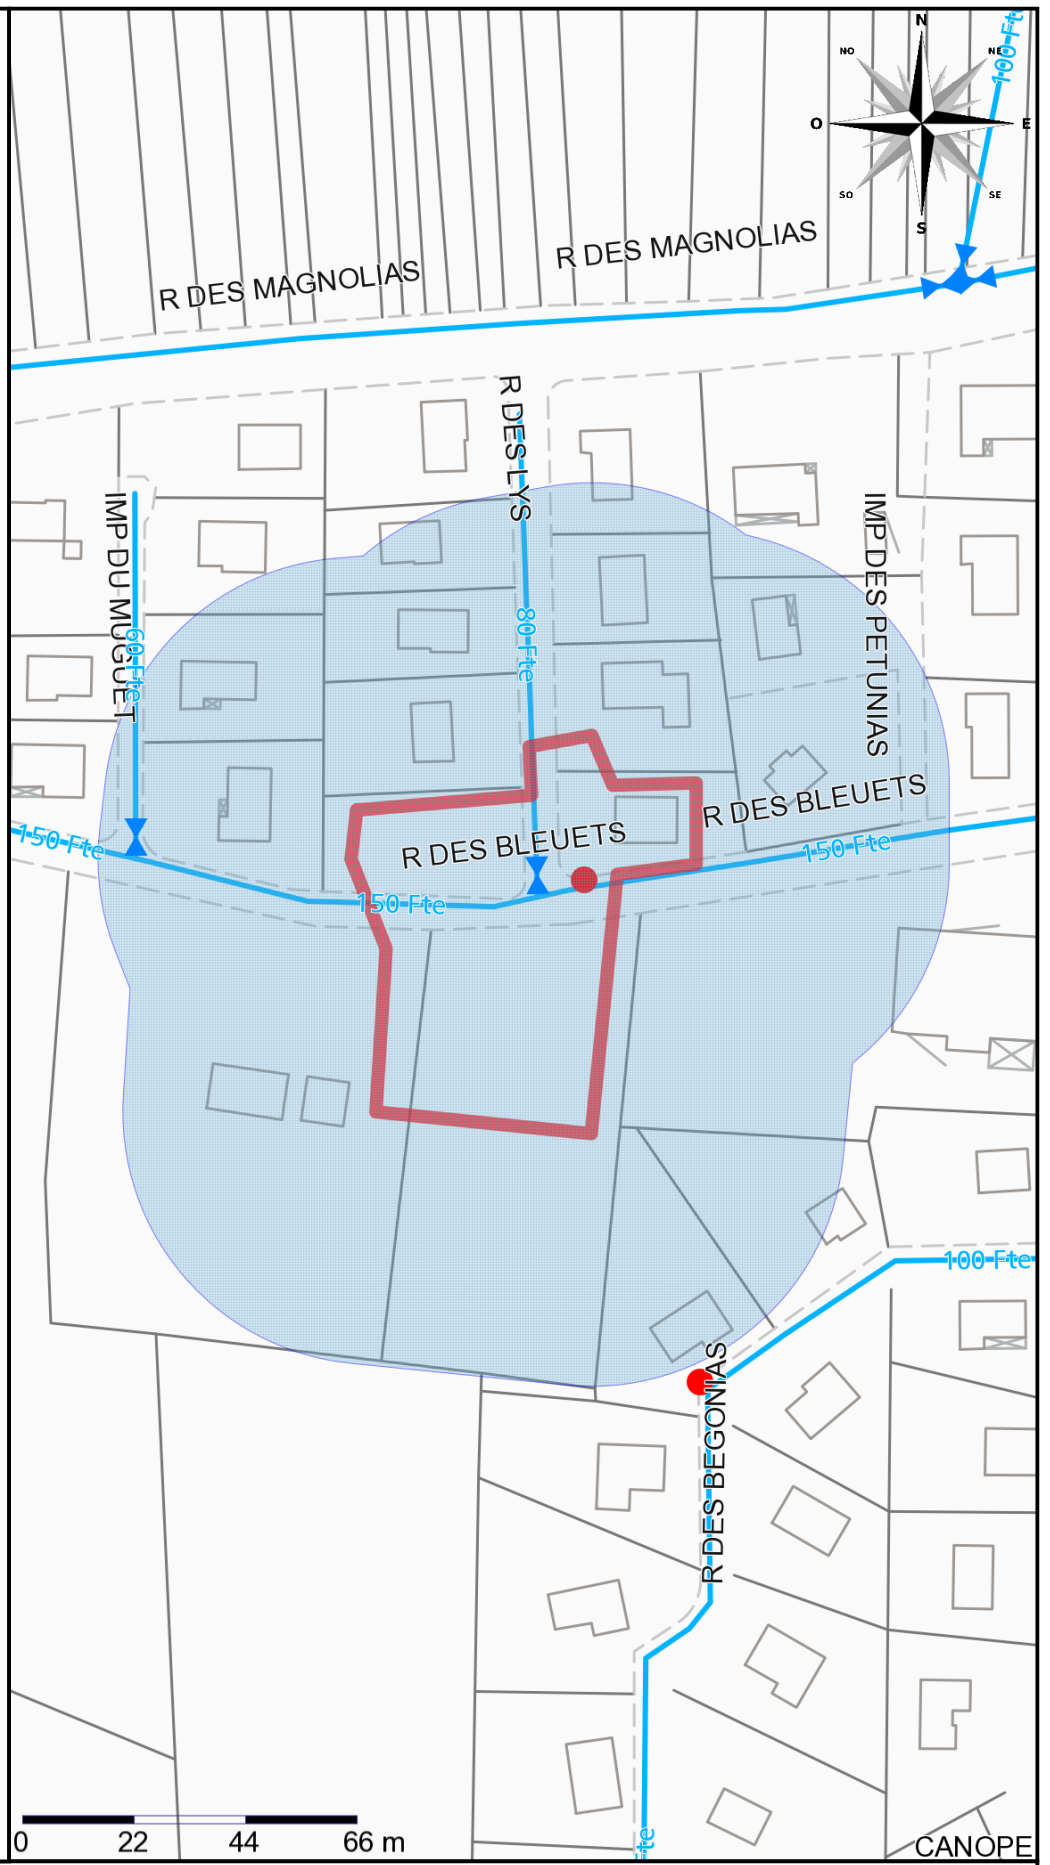 N
NO
NE
100 Fte
O
E
SO
SE
S
R DES MAGNOLIAS
R DES MAGNOLIAS
R DES LYS
IMP DU MUGUET
IMP DES PETUNIAS
60 Fte
80 Fte
R DES BLEUETS
R DES BLEUETS
150 Fte
150 Fte
150 Fte
100 Fte
R DES BEGONIAS
te
0 22 44 66 m
CANOPE